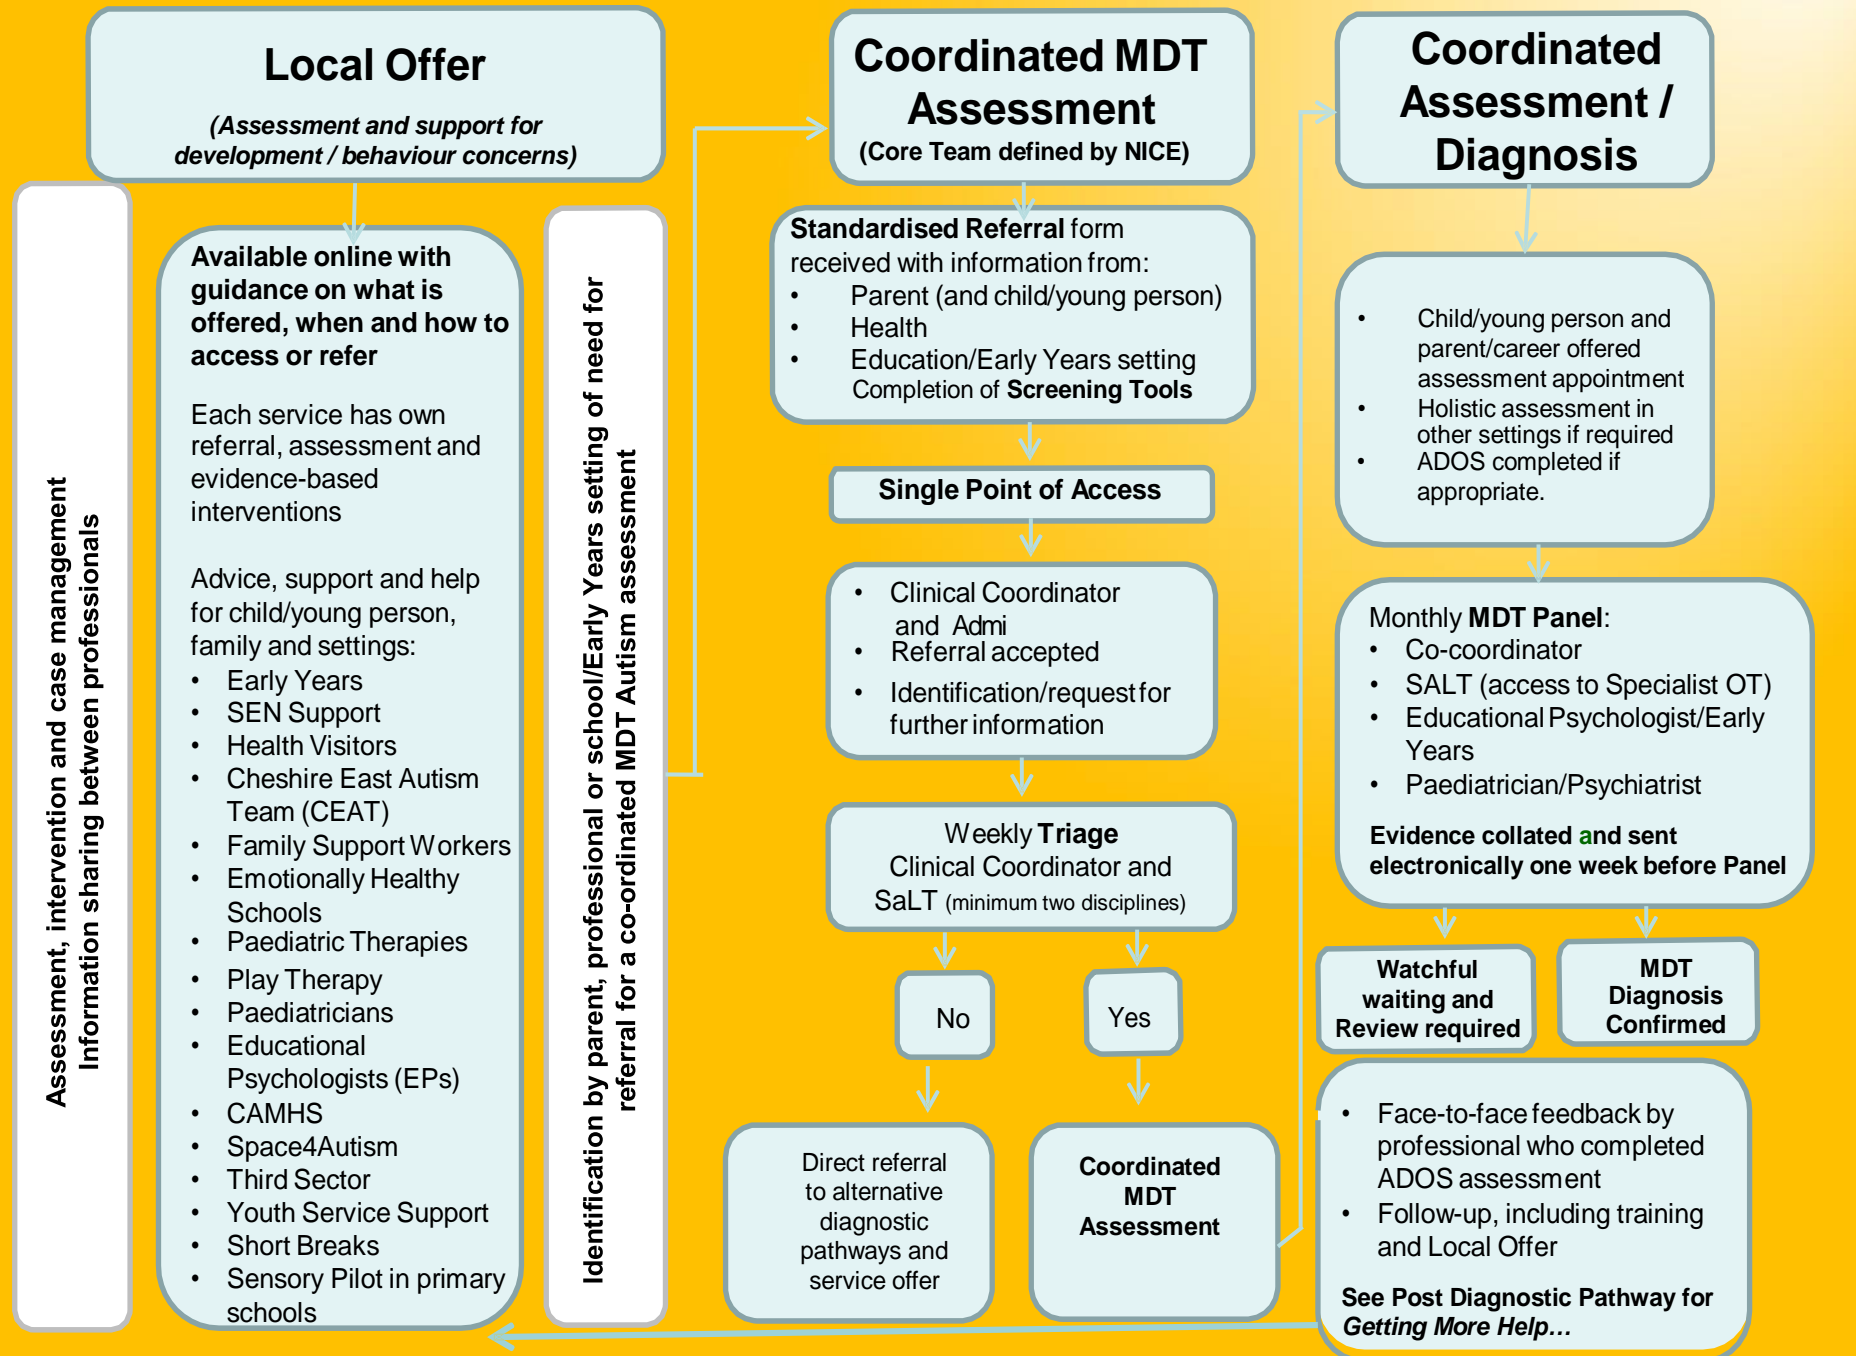 Local Offer
(Assessment and support for
development / behaviour concerns)
Assessment, intervention and case management
Information sharing between professionals
Available online with
guidance on what is
offered, when and how to
access or refer
Each service has own
referral, assessment and
evidence-based
interventions
Advice, support and help
for child/young person,
family and settings:
• Early Years
• SEN Support
• Health Visitors
• Cheshire East Autism
Team (CEAT)
• Family Support Workers
• Emotionally Healthy
Schools
• Paediatric Therapies
• Play Therapy
• Paediatricians
• Educational
Psychologists (EPs)
• CAMHS
• Space4Autism
• Third Sector
• Youth Service Support
• Short Breaks
• Sensory Pilot in primary
schools
Identification by parent, professional or school/Early Years setting of need for
referral for a co-ordinated MDT Autism assessment
Coordinated MDT
Assessment
(Core Team defined by NICE)
Standardised Referral form
received with information from:
• Parent (and child/young person)
• Health
• Education/Early Years setting
Completion of Screening Tools
Single Point of Access
• Clinical Coordinator
and Admi
• Referral accepted
• Identification/request for
further information
Weekly Triage
Clinical Coordinator and
SaLT (minimum two disciplines)
No
Yes
Direct referral
to alternative
diagnostic
pathways and
service offer
Coordinated
MDT
Assessment
Coordinated
Assessment /
Diagnosis
• Child/young person and
parent/career offered
assessment appointment
• Holistic assessment in
other settings if required
• ADOS completed if
appropriate.
Monthly MDT Panel:
• Co-coordinator
• SALT (access to Specialist OT)
• Educational Psychologist/Early
Years
• Paediatrician/Psychiatrist
Evidence collated and sent
electronically one week before Panel
Watchful
waiting and
Review required
MDT
Diagnosis
Confirmed
• Face-to-face feedback by
professional who completed
ADOS assessment
• Follow-up, including training
and Local Offer
See Post Diagnostic Pathway for
Getting More Help…